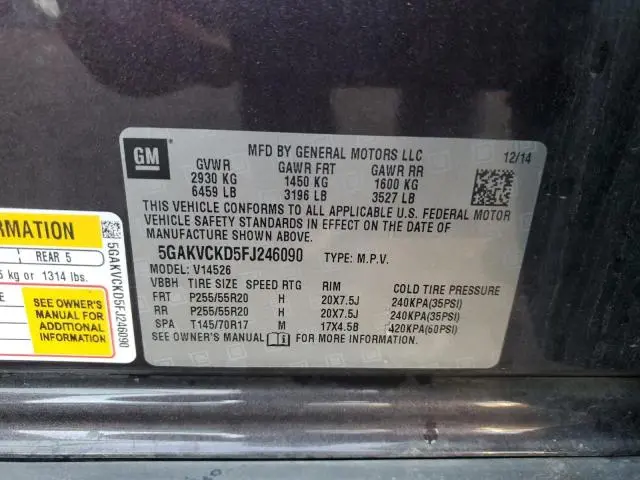 GM
MFD BY GENERAL MOTORS LLC 12/14
GVWR GAWR FRT GAWR RR
2930 KG 1450 KG 1600 KG
6459 LB 3196 LB 3527 LB
THIS VEHICLE CONFORMS TO ALL APPLICABLE U.S. FEDERAL MOTOR
VEHICLE SAFETY STANDARDS IN EFFECT ON THE DATE OF
MANUFACTURE SHOWN ABOVE.
5GAKVCKD5FJ246090 TYPE: M.P.V.
MODEL: V14526
VBBH TIRE SIZE SPEED RTG RIM COLD TIRE PRESSURE
FRT P255/55R20 H 20X7.5J 240KPA(35PSI)
RR P255/55R20 H 20X7.5J 240KPA(35PSI)
SPA T145/70R17 M 17X4.5B 420KPA(60PSI)
SEE OWNER'S MANUAL FOR MORE INFORMATION.
REAR 5
kg or 1314 lbs.
SEE OWNER'S
MANUAL FOR
ADDITIONAL
INFORMATION
5GAKVCKD5FJ246090